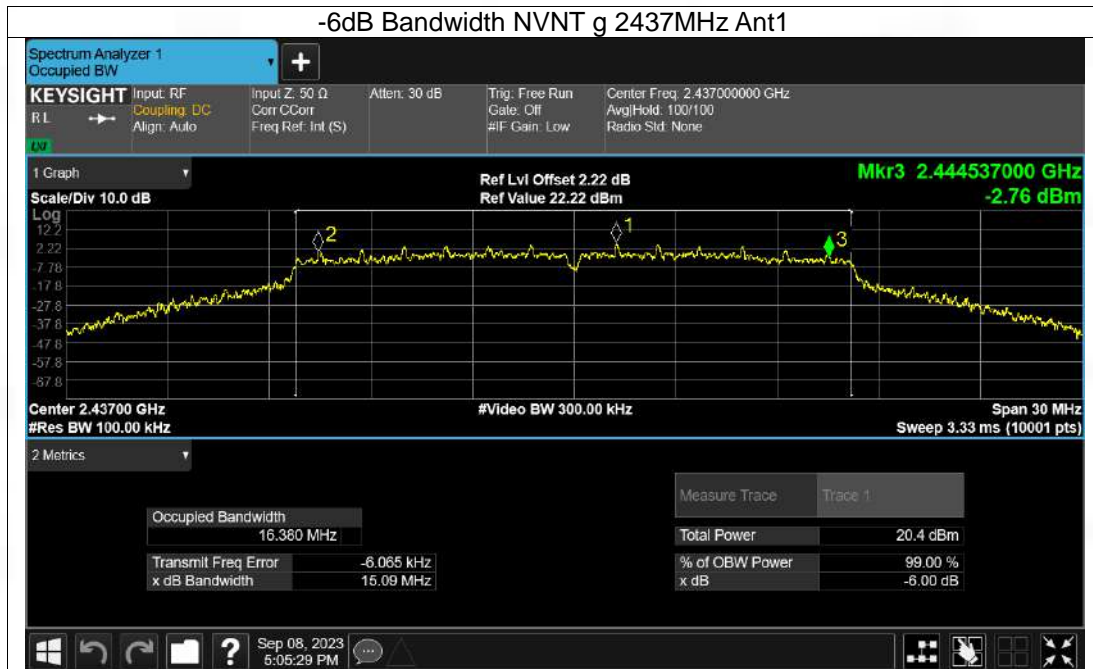 -6dB Bandwidth NVNT g 2437MHz Ant1
Spectrum Analyzer 1
Occupied BW
+
KEYSIGHT Input: RF Input Z: 50 Ω Atten: 30 dB Trig: Free Run Center Freq: 2.437000000 GHz
RL Coupling: DC Corr CCorr Gate: Off Avg|Hold: 100/100
Align: Auto Freq Ref: Int (S) #IF Gain: Low Radio Std: None
LXI
1 Graph Ref Lvl Offset 2.22 dB Mkr3 2.444537000 GHz
Scale/Div 10.0 dB Ref Value 22.22 dBm -2.76 dBm
Log
12.2
2.22
-7.78
-17.8
-27.8
-37.8
-47.8
-57.8
-67.8
2
1
3
Center 2.43700 GHz #Video BW 300.00 kHz Span 30 MHz
#Res BW 100.00 kHz Sweep 3.33 ms (10001 pts)
2 Metrics
Measure Trace Trace 1
Occupied Bandwidth
16.380 MHz Total Power 20.4 dBm
Transmit Freq Error -6.065 kHz % of OBW Power 99.00 %
x dB Bandwidth 15.09 MHz x dB -6.00 dB
? Sep 08, 2023
5:05:29 PM